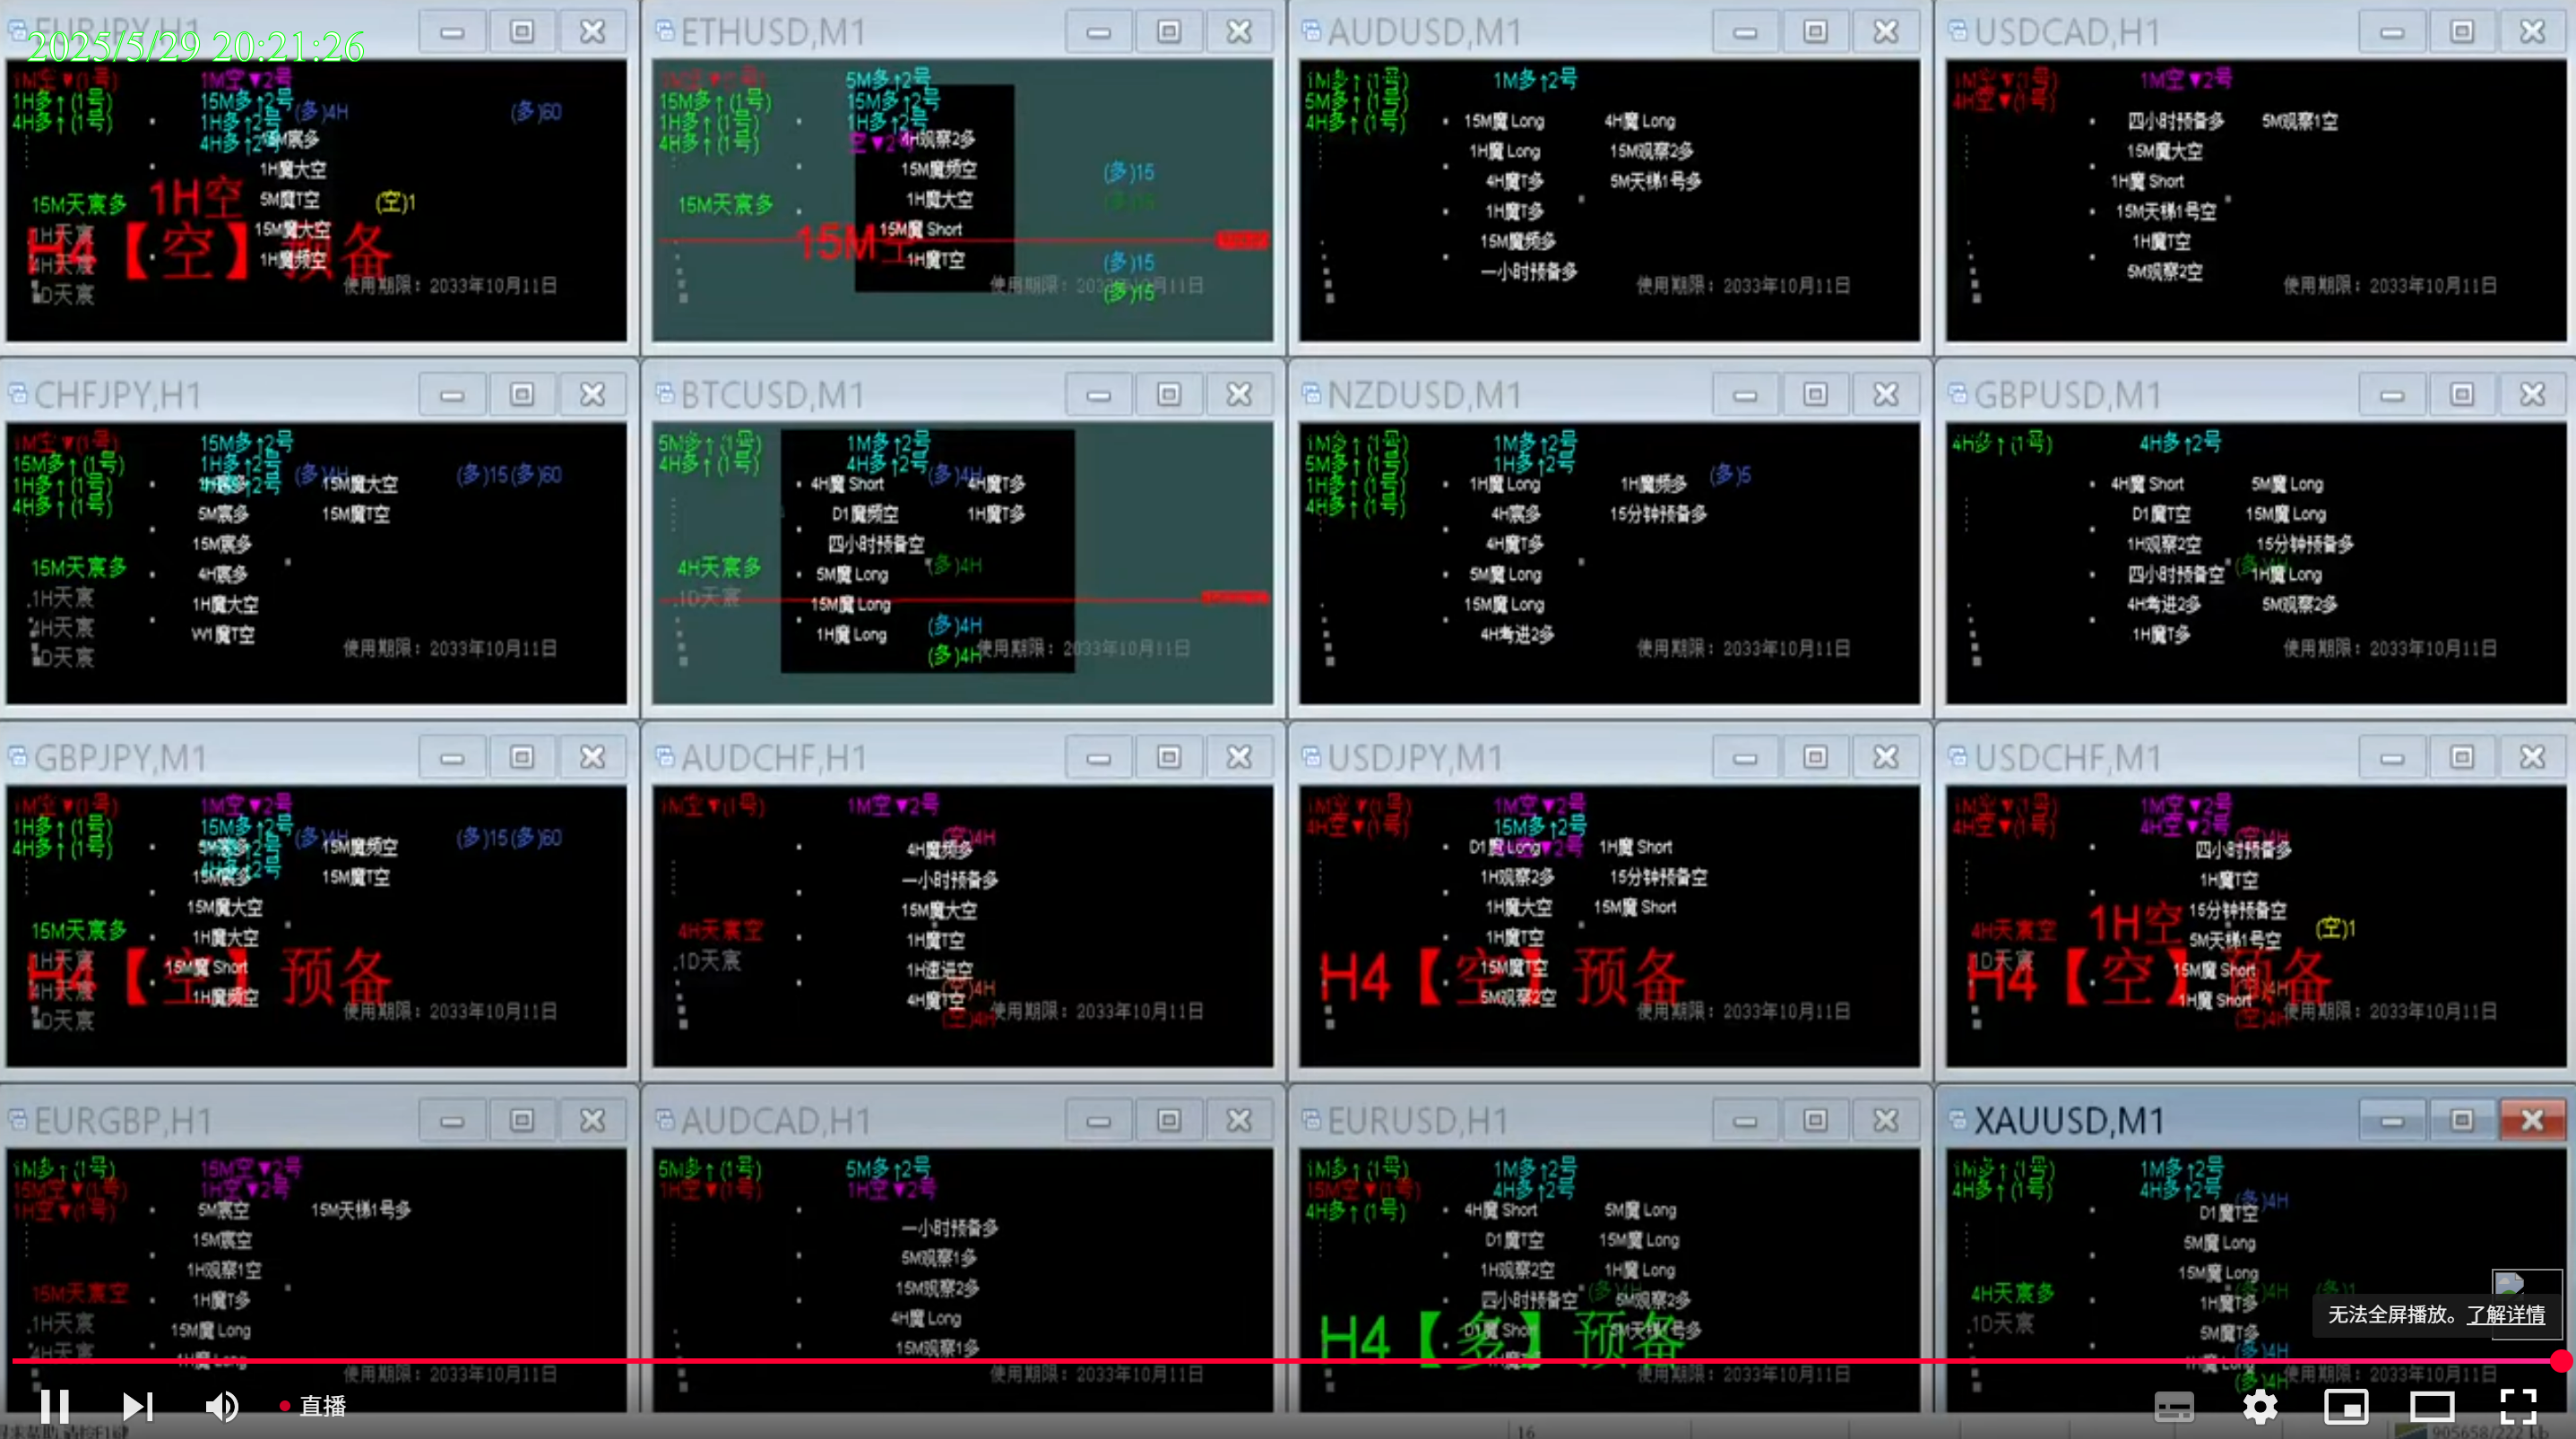 2025/5/29 20:21:26
EURJPY,H1
1M空▼(1号)
1H多↑(1号)
4H多↑(1号)
1M空▼2号
15M多↑2号
1H多↑2号
4H多↑2号
(多)4H
(多)60
1H魔大空
5M魔T空
15M魔大空
1H魔频空
(空)1
15M天宸多
1H天宸
4H天宸
1D天宸
1H空
H4【空】预备
使用期限：2033年10月11日
ETHUSD,M1
15M多↑(1号)
1H多↑(1号)
4H多↑(1号)
5M多↑2号
15M多↑2号
1H多↑2号
空▼2号
4H观察2多
15M魔频空
1H魔大空
15M魔 Short
1H魔T空
15M天宸多
15M空
(多)15
(多)15
(多)15
使用期限：2033年10月11日
AUDUSD,M1
1M多↑(1号)
5M多↑(1号)
4H多↑(1号)
1M多↑2号
15M魔 Long
1H魔 Long
4H魔T多
1H魔T多
15M魔频多
一小时预备多
4H魔 Long
15M观察2多
5M天梯1号多
使用期限：2033年10月11日
USDCAD,H1
1M空▼(1号)
4H空▼(1号)
1M空▼2号
四小时预备多
15M魔大空
1H魔 Short
15M天梯1号空
1H魔T空
5M观察2空
5M观察1空
使用期限：2033年10月11日
CHFJPY,H1
1M空▼(1号)
15M多↑(1号)
1H多↑(1号)
4H多↑(1号)
15M多↑2号
1H多↑2号
(多)4H
(多)15(多)60
5M宸多
15M宸多
4H宸多
1H魔大空
W1魔T空
15M魔大空
15M魔T空
15M天宸多
.1H天宸
4H天宸
1D天宸
使用期限：2033年10月11日
BTCUSD,M1
5M多↑(1号)
4H多↑(1号)
1M多↑2号
4H多↑2号
(多)4H
4H魔 Short
D1魔频空
四小时预备空
5M魔 Long
15M魔 Long
1H魔 Long
4H魔T多
1H魔T多
4H天宸多
.1D天宸
(多)4H
(多)4H
(多)4H
使用期限：2033年10月11日
NZDUSD,M1
1M多↑(1号)
5M多↑(1号)
1H多↑(1号)
4H多↑(1号)
1M多↑2号
1H多↑2号
1H魔 Long
4H宸多
4H魔T多
5M魔 Long
15M魔 Long
4H考进2多
1H魔频多
15分钟预备多
(多)5
使用期限：2033年10月11日
GBPUSD,M1
4H多↑(1号)
4H多↑2号
4H魔 Short
D1魔T空
1H观察2空
四小时预备空
4H考进2多
1H魔T多
5M魔 Long
15M魔 Long
15分钟预备多
1H魔 Long
5M观察2多
使用期限：2033年10月11日
GBPJPY,M1
1M空▼(1号)
1H多↑(1号)
4H多↑(1号)
1M空▼2号
15M多↑2号
(多)4H
(多)15(多)60
5M宸多
15M宸多
15M魔大空
1H魔大空
15M魔 Short
1H魔频空
15M魔频空
15M魔T空
15M天宸多
1H天宸
4H天宸
1D天宸
H4【空】预备
使用期限：2033年10月11日
AUDCHF,H1
1M空▼(1号)
1M空▼2号
(空)4H
4H魔频多
一小时预备多
15M魔大空
1H魔T空
1H速进空
4H魔T空
4H天宸空
.1D天宸
(空)4H
(空)4H
使用期限：2033年10月11日
USDJPY,M1
1M空▼(1号)
4H空▼(1号)
1M空▼2号
15M多↑2号
D1魔 Long
1H观察2多
1H魔大空
1H魔T空
15M魔T空
5M观察2空
1H魔 Short
15分钟预备空
15M魔 Short
H4【空】预备
使用期限：2033年10月11日
USDCHF,M1
1M空▼(1号)
4H空▼(1号)
1M空▼2号
4H空▼2号
(空)4H
四小时预备多
1H魔T空
15分钟预备空
5M天梯1号空
15M魔 Short
1H魔 Short
(空)1
4H天宸空
1D天宸
1H空
H4【空】预备
(空)4H
使用期限：2033年10月11日
EURGBP,H1
1M多↑(1号)
15M空▼(1号)
1H空▼(1号)
15M空▼2号
1H空▼2号
5M宸空
15M宸空
1H观察1空
1H魔T多
15M魔 Long
1H魔 Long
15M天梯1号多
15M天宸空
.1H天宸
4H天宸
使用期限：2033年10月11日
AUDCAD,H1
5M多↑(1号)
1H空▼(1号)
5M多↑2号
1H空▼2号
一小时预备多
5M观察1多
15M观察2多
4H魔 Long
15M观察1多
使用期限：2033年10月11日
EURUSD,H1
1M多↑(1号)
15M空▼(1号)
4H多↑(1号)
1M多↑2号
4H多↑2号
4H魔 Short
D1魔T空
1H观察2空
四小时预备空
D1魔 Short
5M魔 Long
15M魔 Long
1H魔 Long
5M观察2多
5M天梯1号多
H4【多】预备
使用期限：2033年10月11日
XAUUSD,M1
1M多↑(1号)
4H多↑(1号)
1M多↑2号
4H多↑2号
(多)4H
D1魔T空
5M魔 Long
15M魔 Long
1H魔T多
5M魔T多
4H天宸多
.1D天宸
(多)4H
(多)1
(多)4H
(多)4H
使用期限：2033年10月11日
无法全屏播放。了解详情
直播
16
905658/222 kb